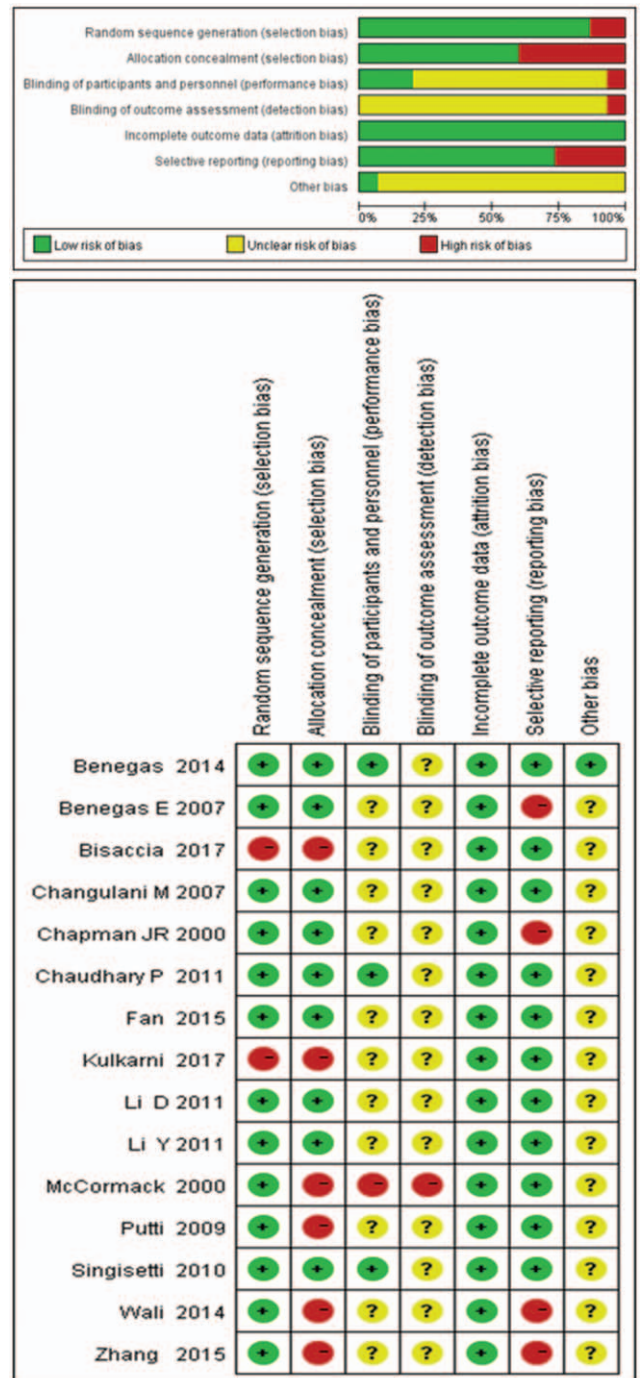 Random sequence generation (selection bias)
Allocation concealment (selection bias)
Blinding of participants and personnel (performance bias)
Blinding of outcome assessment (detection bias)
Incomplete outcome data (attrition bias)
Selective reporting (reporting bias)
Other bias
0% 25% 50% 75% 100%
Low risk of bias Unclear risk of bias High risk of bias
Random sequence generation (selection bias)
Allocation concealment (selection bias)
Blinding of participants and personnel (performance bias)
Blinding of outcome assessment (detection bias)
Incomplete outcome data (attrition bias)
Selective reporting (reporting bias)
Other bias
Benegas 2014 + + + ? + + +
Benegas E 2007 + + ? ? + - ?
Bisaccia 2017 - - ? ? + + ?
Changulani M 2007 + + ? ? + + ?
Chapman JR 2000 + + ? ? + - ?
Chaudhary P 2011 + + + ? + + ?
Fan 2015 + + ? ? + + ?
Kulkarni 2017 - - ? ? + + ?
Li D 2011 + + ? ? + + ?
Li Y 2011 + + ? ? + + ?
McCormack 2000 + - - - + + ?
Putti 2009 + - ? ? + + ?
Singisetti 2010 + + + ? + + ?
Wali 2014 + - ? ? + - ?
Zhang 2015 + - ? ? + - ?